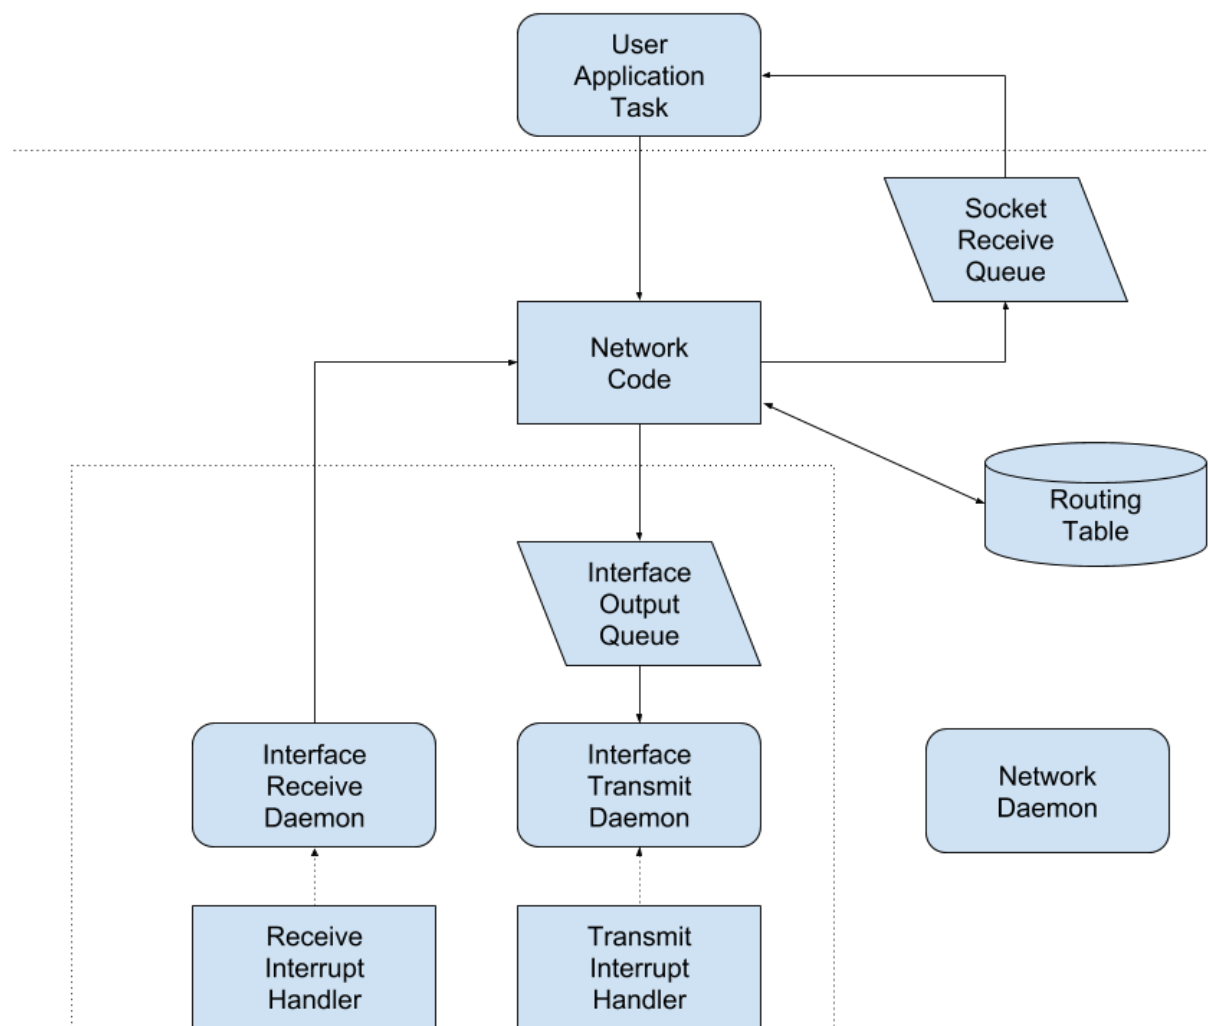 User
Application
Task
Socket
Receive
Queue
Network
Code
Routing
Table
Interface
Output
Queue
Interface
Receive
Daemon
Interface
Transmit
Daemon
Network
Daemon
Receive
Interrupt
Handler
Transmit
Interrupt
Handler